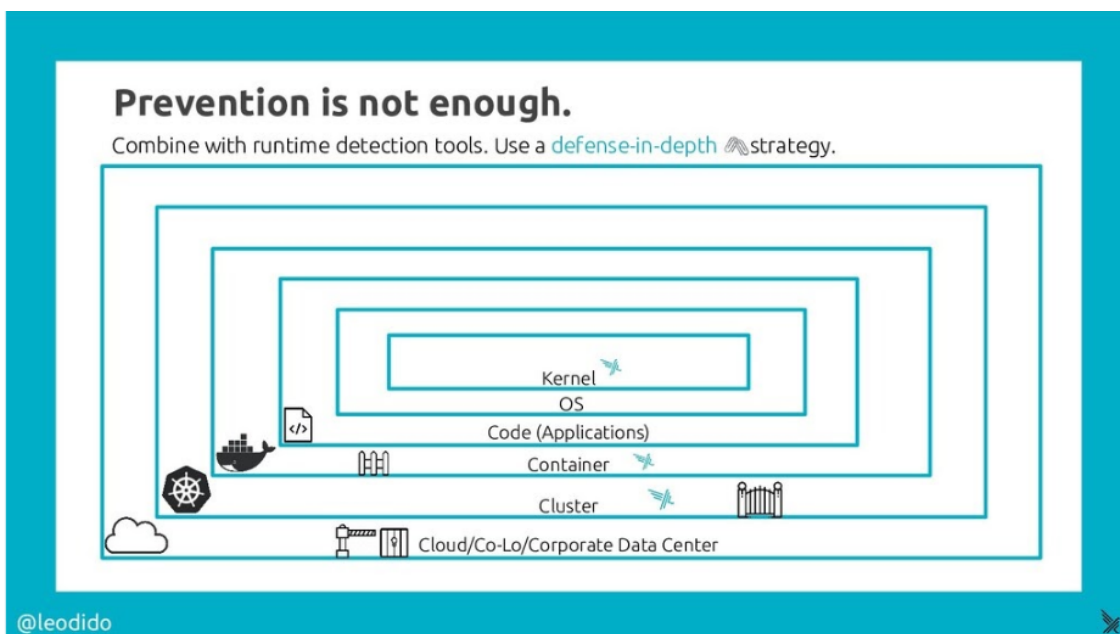 Prevention is not enough.
Combine with runtime detection tools. Use a defense-in-depth strategy.
Kernel
OS
</>
Code (Applications)
Container
Cluster
Cloud/Co-Lo/Corporate Data Center
@leodido